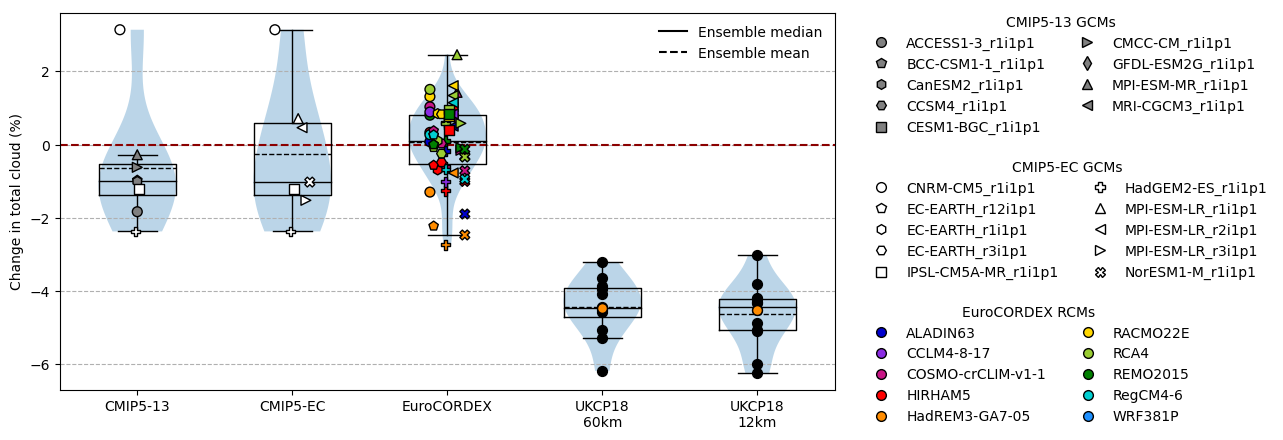 Change in total cloud (%)
2
0
−2
−4
−6
Ensemble median
Ensemble mean
CMIP5-13
CMIP5-EC
EuroCORDEX
UKCP18
60km
UKCP18
12km
CMIP5-13 GCMs
ACCESS1-3_r1i1p1
BCC-CSM1-1_r1i1p1
CanESM2_r1i1p1
CCSM4_r1i1p1
CESM1-BGC_r1i1p1
CMCC-CM_r1i1p1
GFDL-ESM2G_r1i1p1
MPI-ESM-MR_r1i1p1
MRI-CGCM3_r1i1p1
CMIP5-EC GCMs
CNRM-CM5_r1i1p1
EC-EARTH_r12i1p1
EC-EARTH_r1i1p1
EC-EARTH_r3i1p1
IPSL-CM5A-MR_r1i1p1
HadGEM2-ES_r1i1p1
MPI-ESM-LR_r1i1p1
MPI-ESM-LR_r2i1p1
MPI-ESM-LR_r3i1p1
NorESM1-M_r1i1p1
EuroCORDEX RCMs
ALADIN63
CCLM4-8-17
COSMO-crCLIM-v1-1
HIRHAM5
HadREM3-GA7-05
RACMO22E
RCA4
REMO2015
RegCM4-6
WRF381P